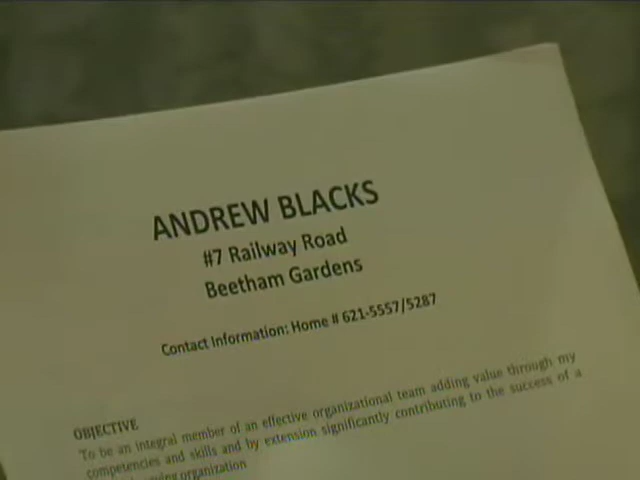 ANDREW BLACKS
#7 Railway Road
Beetham Gardens
Contact Information: Home # 621-5557/5287
OBJECTIVE
To be an integral member of an effective organizational team adding value through my
competencies and skills and by extension significantly contributing to the success of a
organization